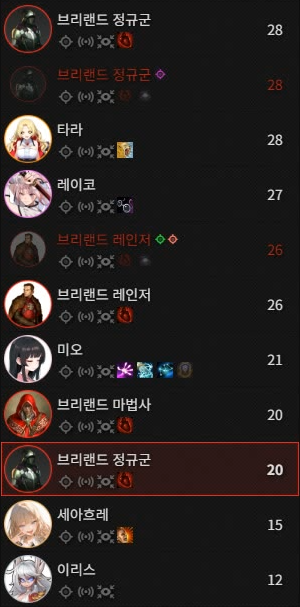 브리랜드 정규군
28
브리랜드 정규군
28
타라
28
레이코
27
브리랜드 레인저
26
브리랜드 레인저
26
미오
21
브리랜드 마법사
20
브리랜드 정규군
20
세아흐레
15
이리스
12